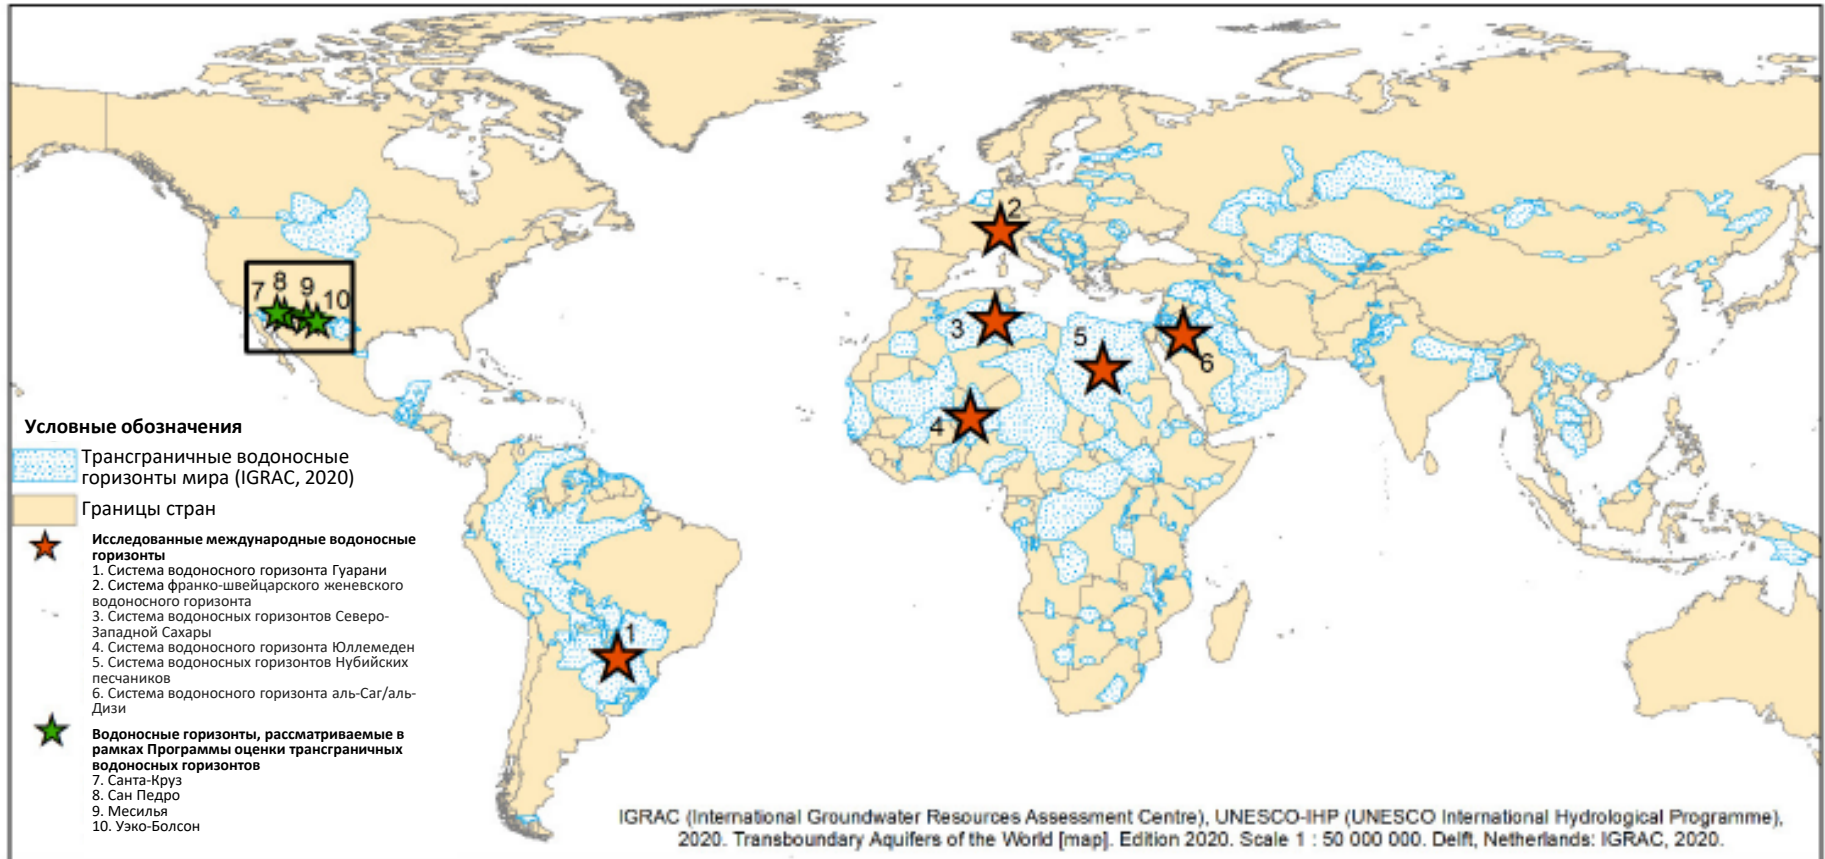 2
8
9
7
10
3
5
6
4
1
Условные обозначения
Трансграничные водоносные
горизонты мира (IGRAC, 2020)
Границы стран
Исследованные международные водоносные
горизонты
1. Система водоносного горизонта Гуарани
2. Система франко-швейцарского женевского
водоносного горизонта
3. Система водоносных горизонтов Северо-
Западной Сахары
4. Система водоносного горизонта Юллемеден
5. Система водоносных горизонтов Нубийских
песчаников
6. Система водоносного горизонта аль-Саг/аль-
Дизи
Водоносные горизонты, рассматриваемые в
рамках Программы оценки трансграничных
водоносных горизонтов
7. Санта-Круз
8. Сан Педро
9. Месилья
10. Уэко-Болсон
IGRAC (International Groundwater Resources Assessment Centre), UNESCO-IHP (UNESCO International Hydrological Programme),
2020. Transboundary Aquifers of the World [map]. Edition 2020. Scale 1 : 50 000 000. Delft, Netherlands: IGRAC, 2020.